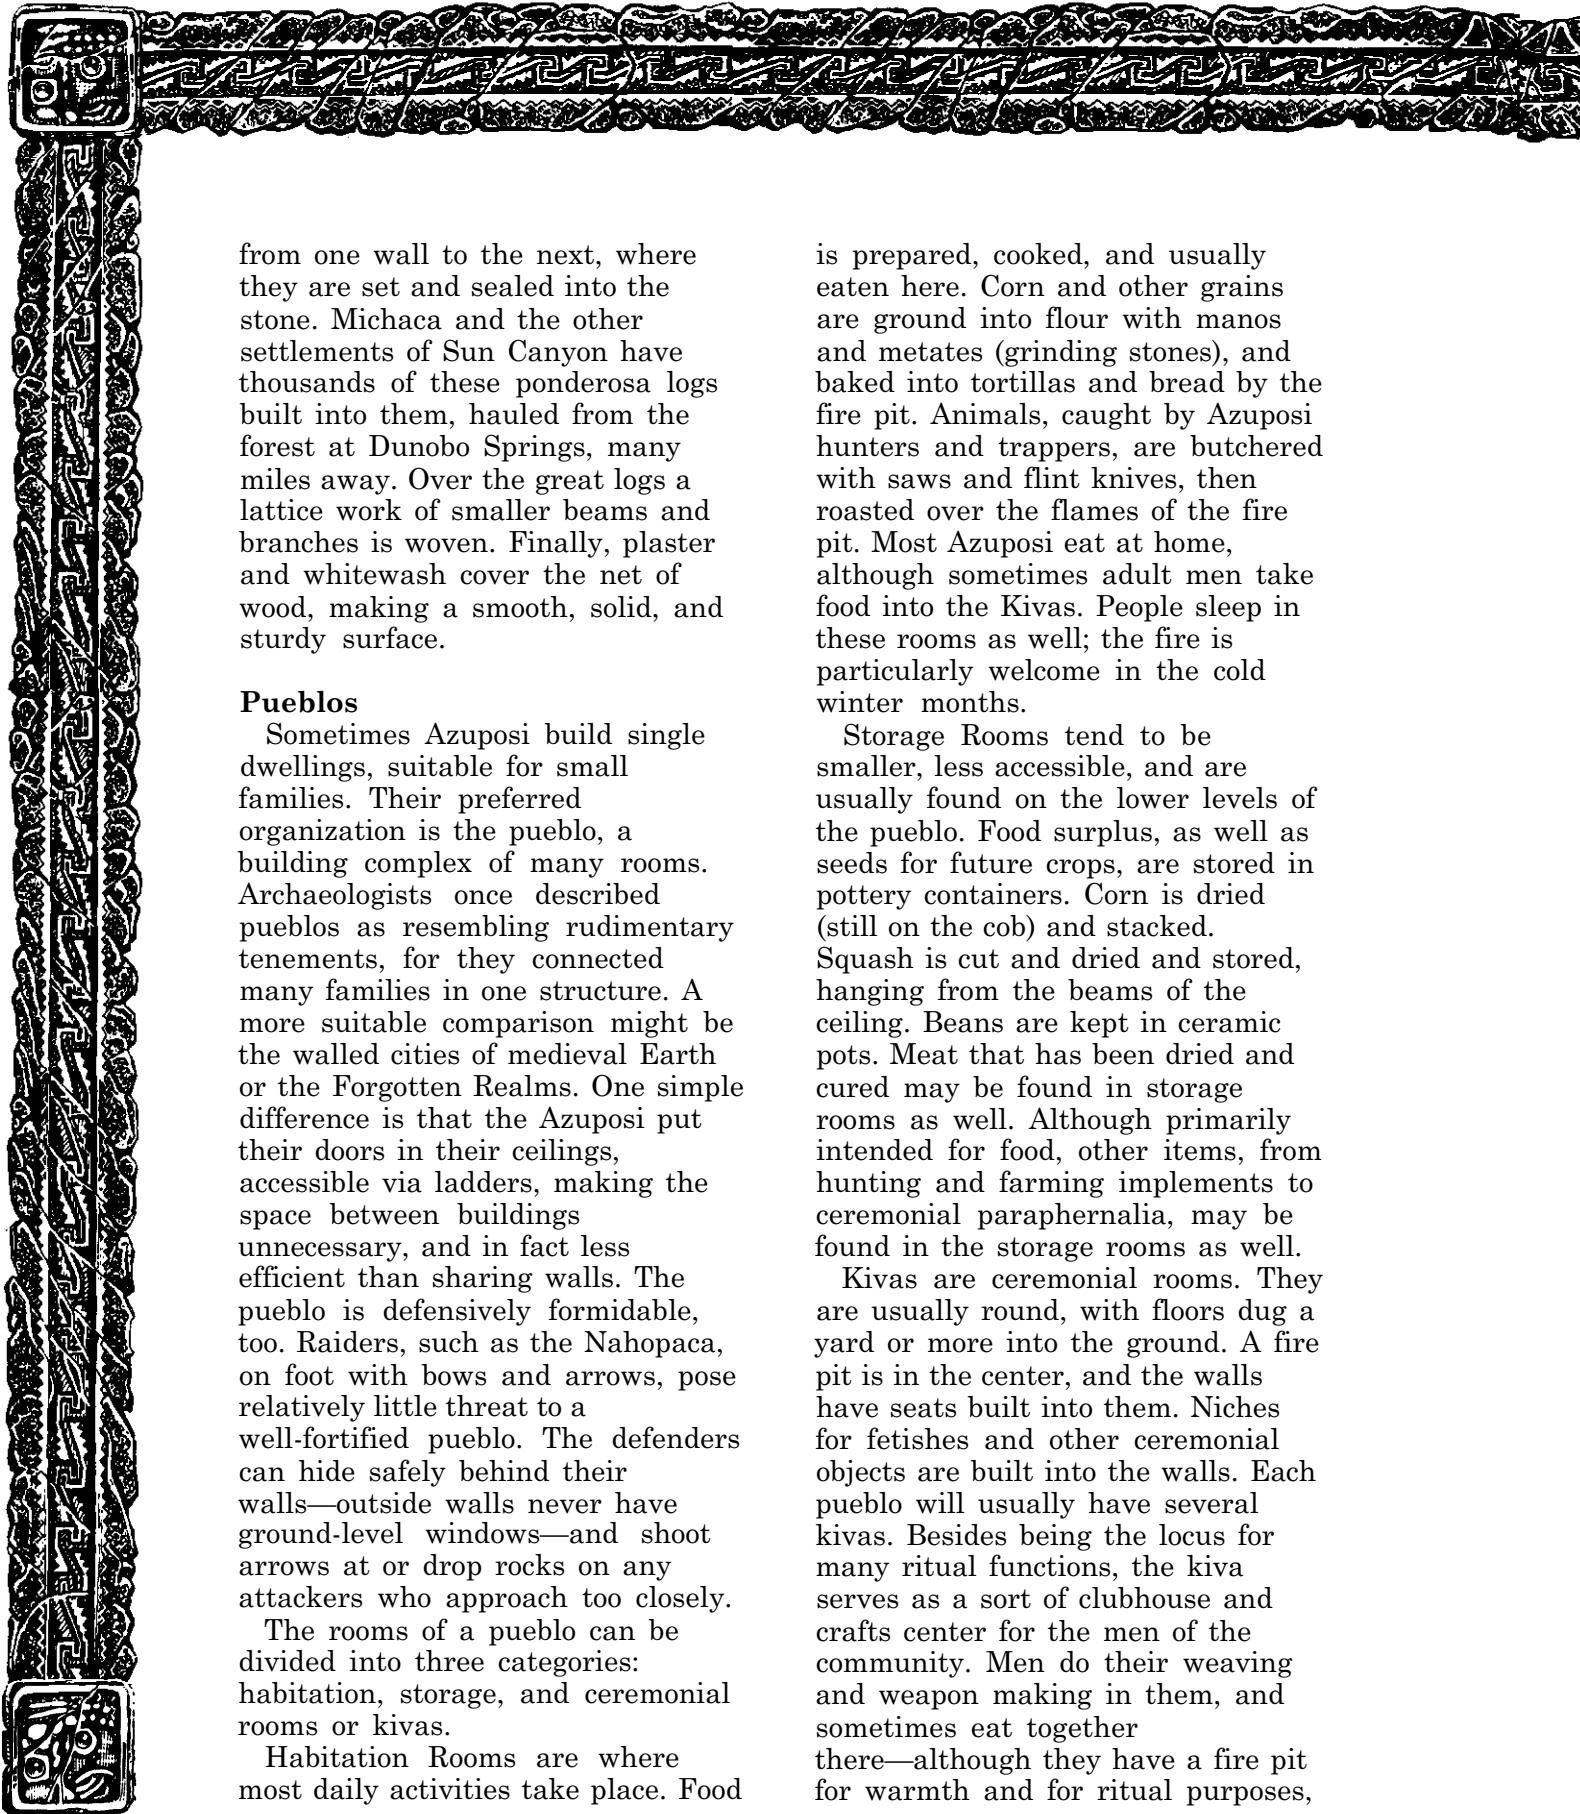 from one wall to the next, where
they are set and sealed into the
stone. Michaca and the other
settlements of Sun Canyon have
thousands of these ponderosa logs
built into them, hauled from the
forest at Dunobo Springs, many
miles away. Over the great logs a
lattice work of smaller beams and
branches is woven. Finally, plaster
and whitewash cover the net of
wood, making a smooth, solid, and
sturdy surface.
Pueblos
Sometimes Azuposi build single
dwellings, suitable for small
families. Their preferred
organization is the pueblo, a
building complex of many rooms.
Archaeologists once described
pueblos as resembling rudimentary
tenements, for they connected
many families in one structure. A
more suitable comparison might be
the walled cities of medieval Earth
or the Forgotten Realms. One simple
difference is that the Azuposi put
their doors in their ceilings,
accessible via ladders, making the
space between buildings
unnecessary, and in fact less
efficient than sharing walls. The
pueblo is defensively formidable,
too. Raiders, such as the Nahopaca,
on foot with bows and arrows, pose
relatively little threat to a
well-fortified pueblo. The defenders
can hide safely behind their
walls—outside walls never have
ground-level windows—and shoot
arrows at or drop rocks on any
attackers who approach too closely.
The rooms of a pueblo can be
divided into three categories:
habitation, storage, and ceremonial
rooms or kivas.
Habitation Rooms are where
most daily activities take place. Food
is prepared, cooked, and usually
eaten here. Corn and other grains
are ground into flour with manos
and metates (grinding stones), and
baked into tortillas and bread by the
fire pit. Animals, caught by Azuposi
hunters and trappers, are butchered
with saws and flint knives, then
roasted over the flames of the fire
pit. Most Azuposi eat at home,
although sometimes adult men take
food into the Kivas. People sleep in
these rooms as well; the fire is
particularly welcome in the cold
winter months.
Storage Rooms tend to be
smaller, less accessible, and are
usually found on the lower levels of
the pueblo. Food surplus, as well as
seeds for future crops, are stored in
pottery containers. Corn is dried
(still on the cob) and stacked.
Squash is cut and dried and stored,
hanging from the beams of the
ceiling. Beans are kept in ceramic
pots. Meat that has been dried and
cured may be found in storage
rooms as well. Although primarily
intended for food, other items, from
hunting and farming implements to
ceremonial paraphernalia, may be
found in the storage rooms as well.
Kivas are ceremonial rooms. They
are usually round, with floors dug a
yard or more into the ground. A fire
pit is in the center, and the walls
have seats built into them. Niches
for fetishes and other ceremonial
objects are built into the walls. Each
pueblo will usually have several
kivas. Besides being the locus for
many ritual functions, the kiva
serves as a sort of clubhouse and
crafts center for the men of the
community. Men do their weaving
and weapon making in them, and
sometimes eat together
there—although they have a fire pit
for warmth and for ritual purposes,